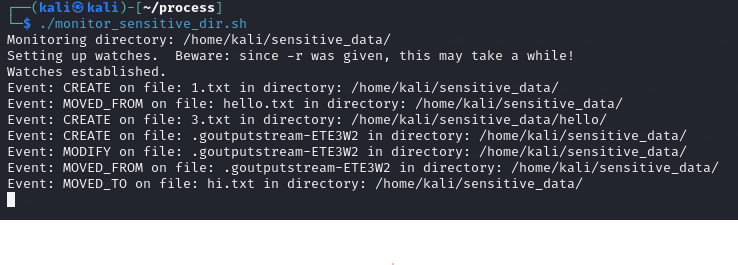 ┌──(kali㉿kali)-[~/process]
└─$ ./monitor_sensitive_dir.sh
Monitoring directory: /home/kali/sensitive_data/
Setting up watches.  Beware: since -r was given, this may take a while!
Watches established.
Event: CREATE on file: 1.txt in directory: /home/kali/sensitive_data/
Event: MOVED_FROM on file: hello.txt in directory: /home/kali/sensitive_data/
Event: CREATE on file: 3.txt in directory: /home/kali/sensitive_data/hello/
Event: CREATE on file: .goutputstream-ETE3W2 in directory: /home/kali/sensitive_data/
Event: MODIFY on file: .goutputstream-ETE3W2 in directory: /home/kali/sensitive_data/
Event: MOVED_FROM on file: .goutputstream-ETE3W2 in directory: /home/kali/sensitive_data/
Event: MOVED_TO on file: hi.txt in directory: /home/kali/sensitive_data/